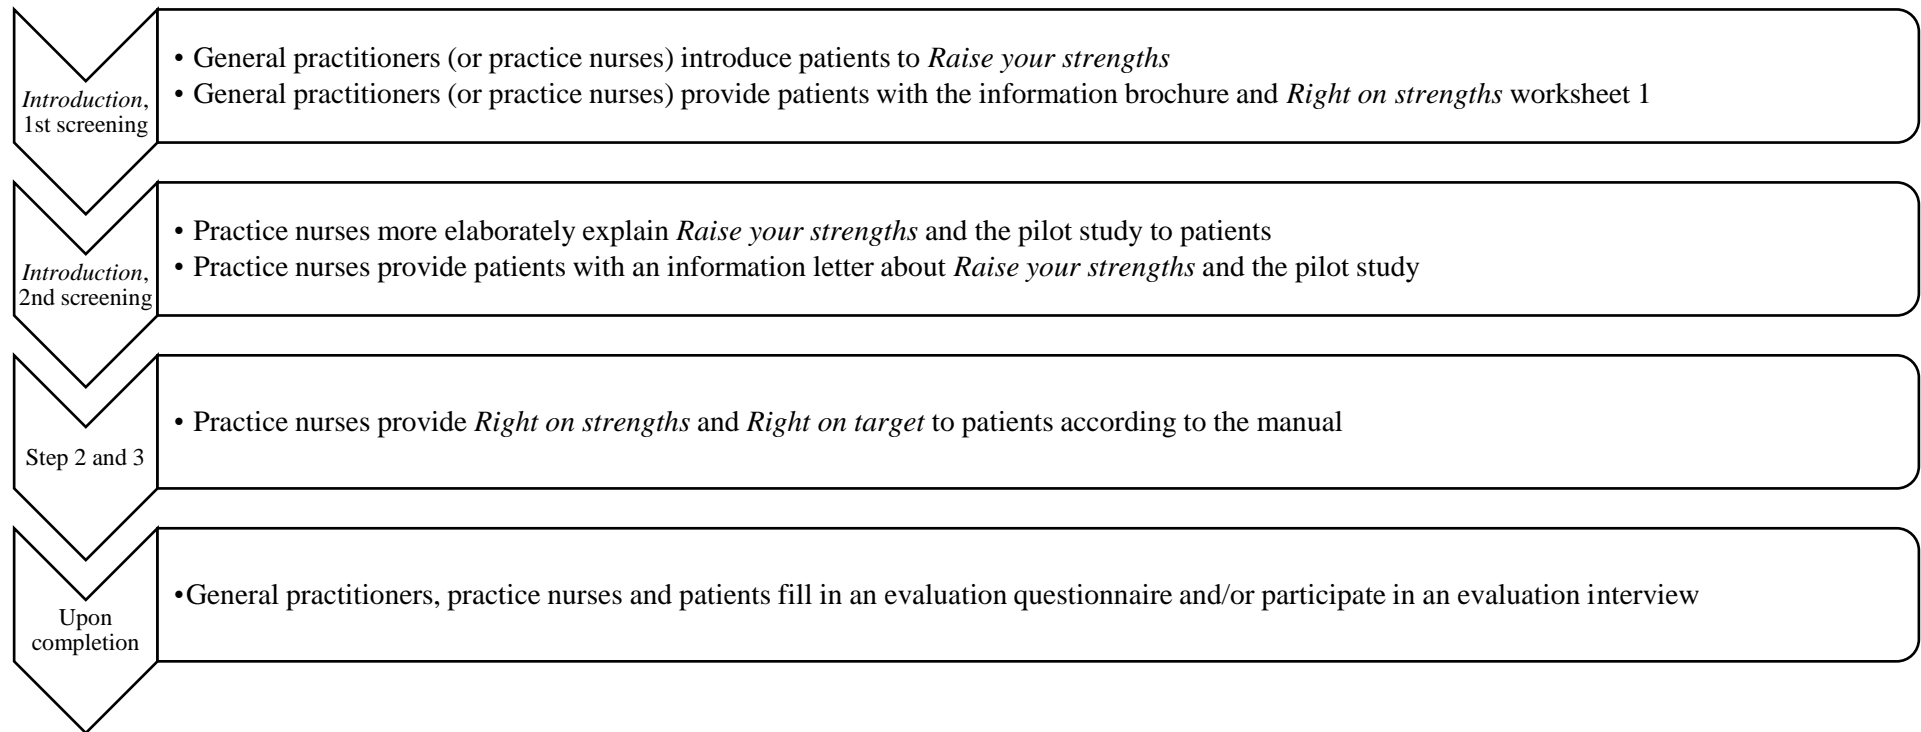 Introduction,
1st screening
• General practitioners (or practice nurses) introduce patients to Raise your strengths
• General practitioners (or practice nurses) provide patients with the information brochure and Right on strengths worksheet 1
Introduction,
2nd screening
• Practice nurses more elaborately explain Raise your strengths and the pilot study to patients
• Practice nurses provide patients with an information letter about Raise your strengths and the pilot study
Step 2 and 3
• Practice nurses provide Right on strengths and Right on target to patients according to the manual
Upon
completion
•General practitioners, practice nurses and patients fill in an evaluation questionnaire and/or participate in an evaluation interview